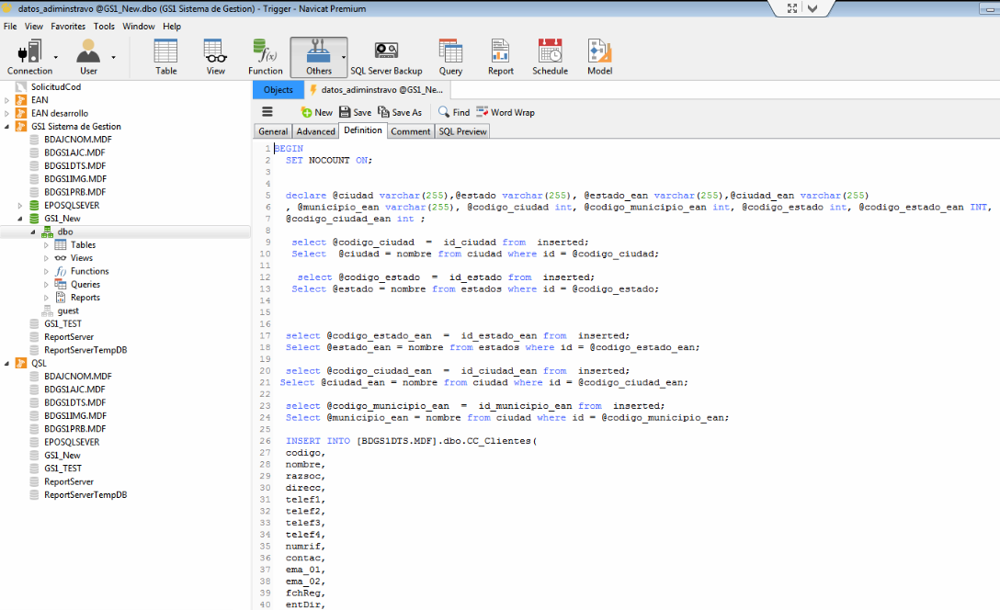 datos_adiminstravo @GS1_New.dbo (GS1 Sistema de Gestion) - Trigger - Navicat Premium
File View Favorites Tools Window Help
Connection User Table View Function Others SQL Server Backup Query Report Schedule Model
SolicitudCod
EAN
EAN desarrollo
GS1 Sistema de Gestion
BDAJCNOM.MDF
BDGS1AJC.MDF
BDGS1DTS.MDF
BDGS1IMG.MDF
BDGS1PRB.MDF
EPOSQLSEVER
GS1_New
dbo
Tables
Views
Functions
Queries
Reports
guest
GS1_TEST
ReportServer
ReportServerTempDB
QSL
BDAJCNOM.MDF
BDGS1AJC.MDF
BDGS1DTS.MDF
BDGS1IMG.MDF
BDGS1PRB.MDF
EPOSQLSEVER
GS1_New
GS1_TEST
ReportServer
ReportServerTempDB
Objects datos_adiminstravo @GS1_Ne...
New Save Save As Find Word Wrap
General Advanced Definition Comment SQL Preview
1 BEGIN
2 SET NOCOUNT ON;
3
4
5 declare @ciudad varchar(255),@estado varchar(255), @estado_ean varchar(255),@ciudad_ean varchar(255)
6 , @municipio_ean varchar(255), @codigo_ciudad int, @codigo_municipio_ean int, @codigo_estado int, @codigo_estado_ean INT,
7 @codigo_ciudad_ean int ;
8
9 select @codigo_ciudad = id_ciudad from inserted;
10 Select @ciudad = nombre from ciudad where id = @codigo_ciudad;
11
12 select @codigo_estado = id_estado from inserted;
13 Select @estado = nombre from estados where id = @codigo_estado;
14
15
16
17 select @codigo_estado_ean = id_estado_ean from inserted;
18 Select @estado_ean = nombre from estados where id = @codigo_estado_ean;
19
20 select @codigo_ciudad_ean = id_ciudad_ean from inserted;
21 Select @ciudad_ean = nombre from ciudad where id = @codigo_ciudad_ean;
22
23 select @codigo_municipio_ean = id_municipio_ean from inserted;
24 Select @municipio_ean = nombre from ciudad where id = @codigo_municipio_ean;
25
26 INSERT INTO [BDGS1DTS.MDF].dbo.CC_Clientes(
27 codigo,
28 nombre,
29 razsoc,
30 direcc,
31 telef1,
32 telef2,
33 telef3,
34 telef4,
35 numrif,
36 contac,
37 ema_01,
38 ema_02,
39 fchReg,
40 entDir,